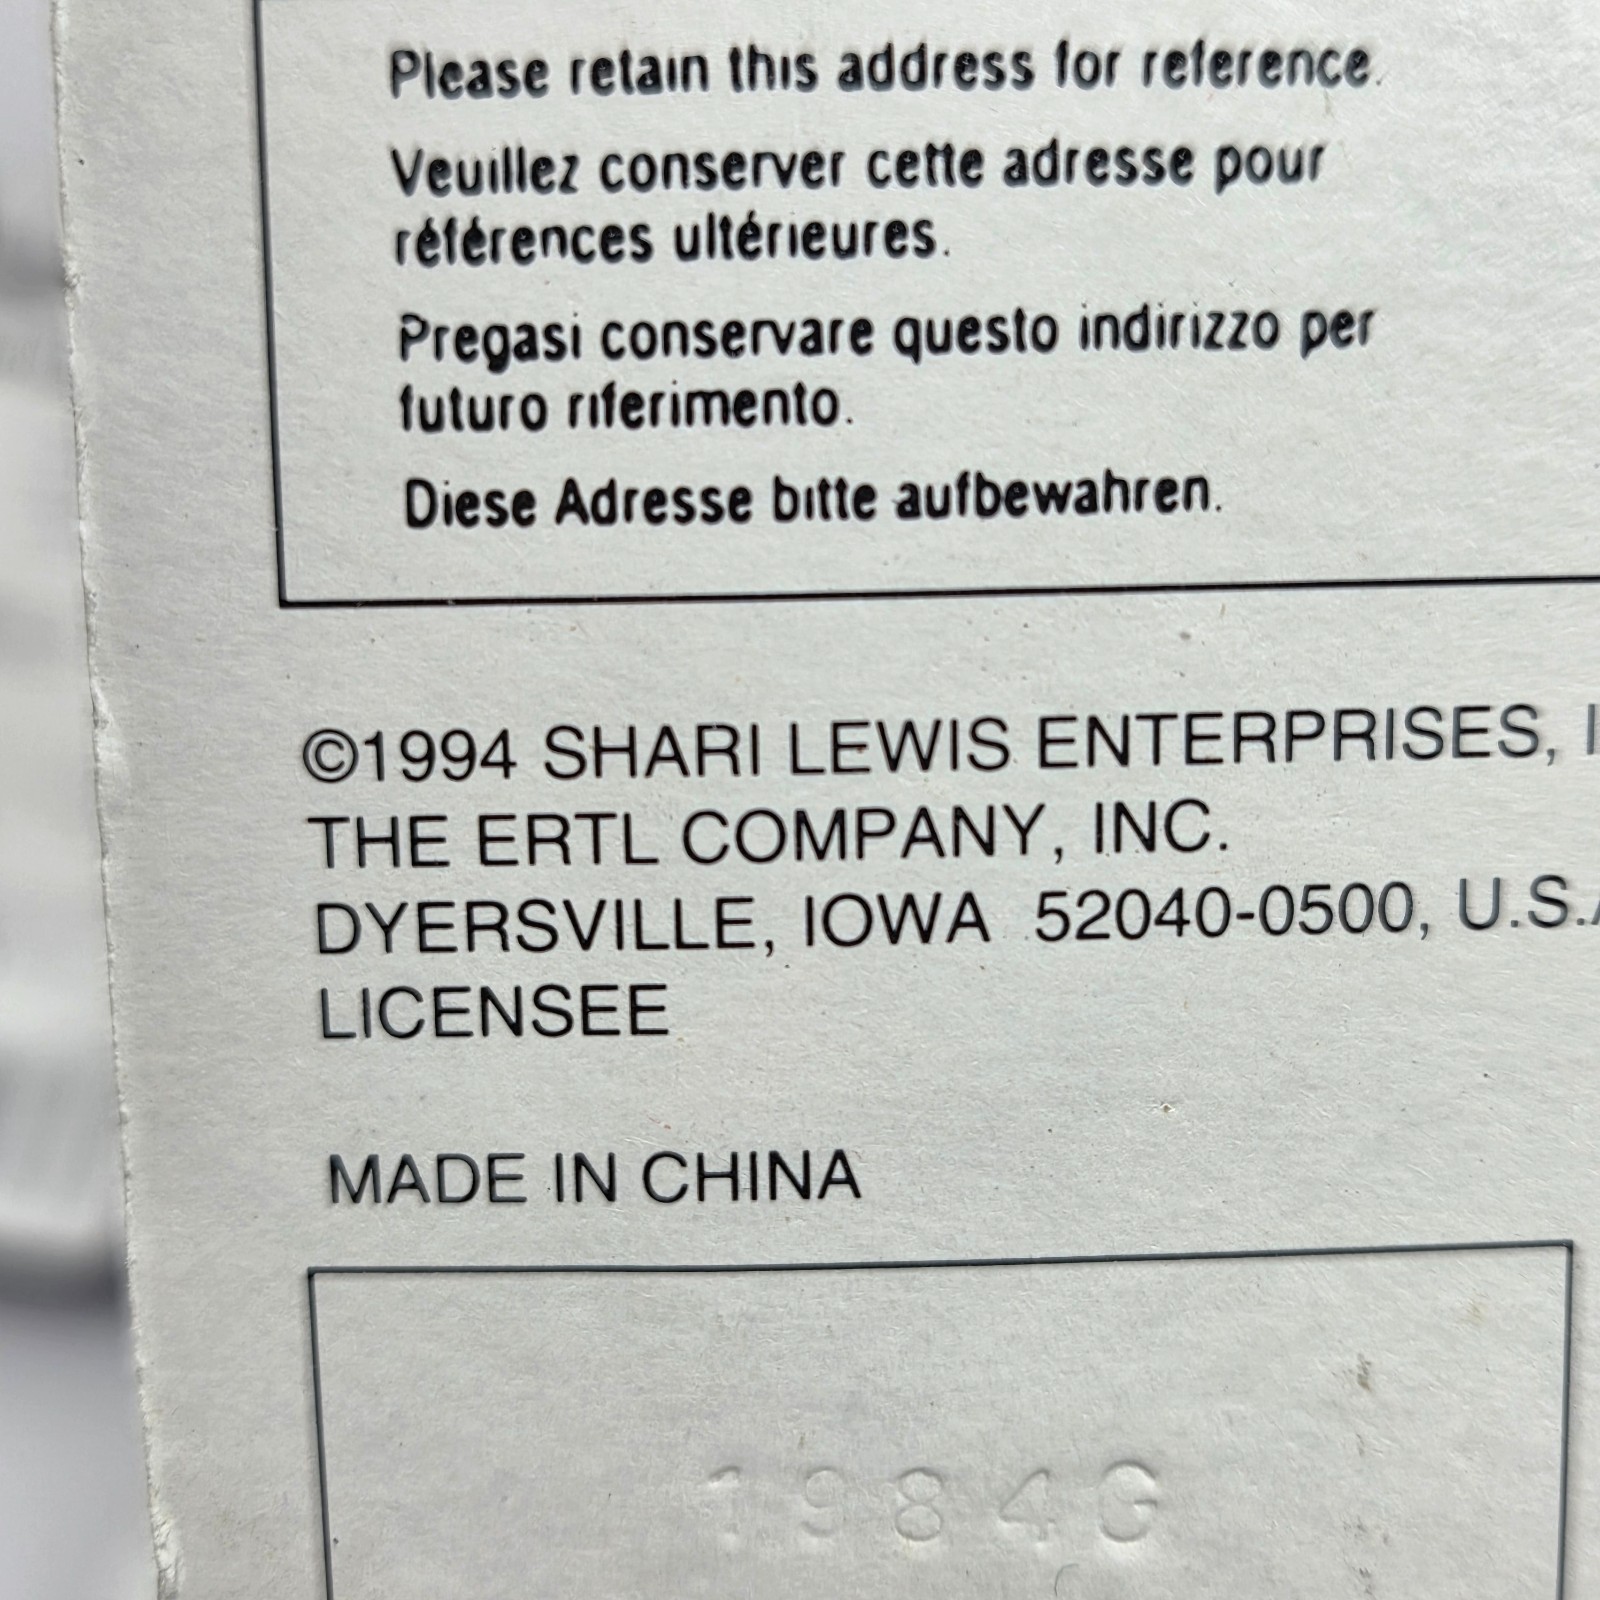 Please retain this address for reference.
Veuillez conserver cette adresse pour
références ultérieures.
Pregasi conservare questo indirizzo per
futuro riferimento.
Diese Adresse bitte aufbewahren.
©1994 SHARI LEWIS ENTERPRISES,
THE ERTL COMPANY, INC.
DYERSVILLE, IOWA 52040-0500, U.S.A
LICENSEE
MADE IN CHINA
1984G